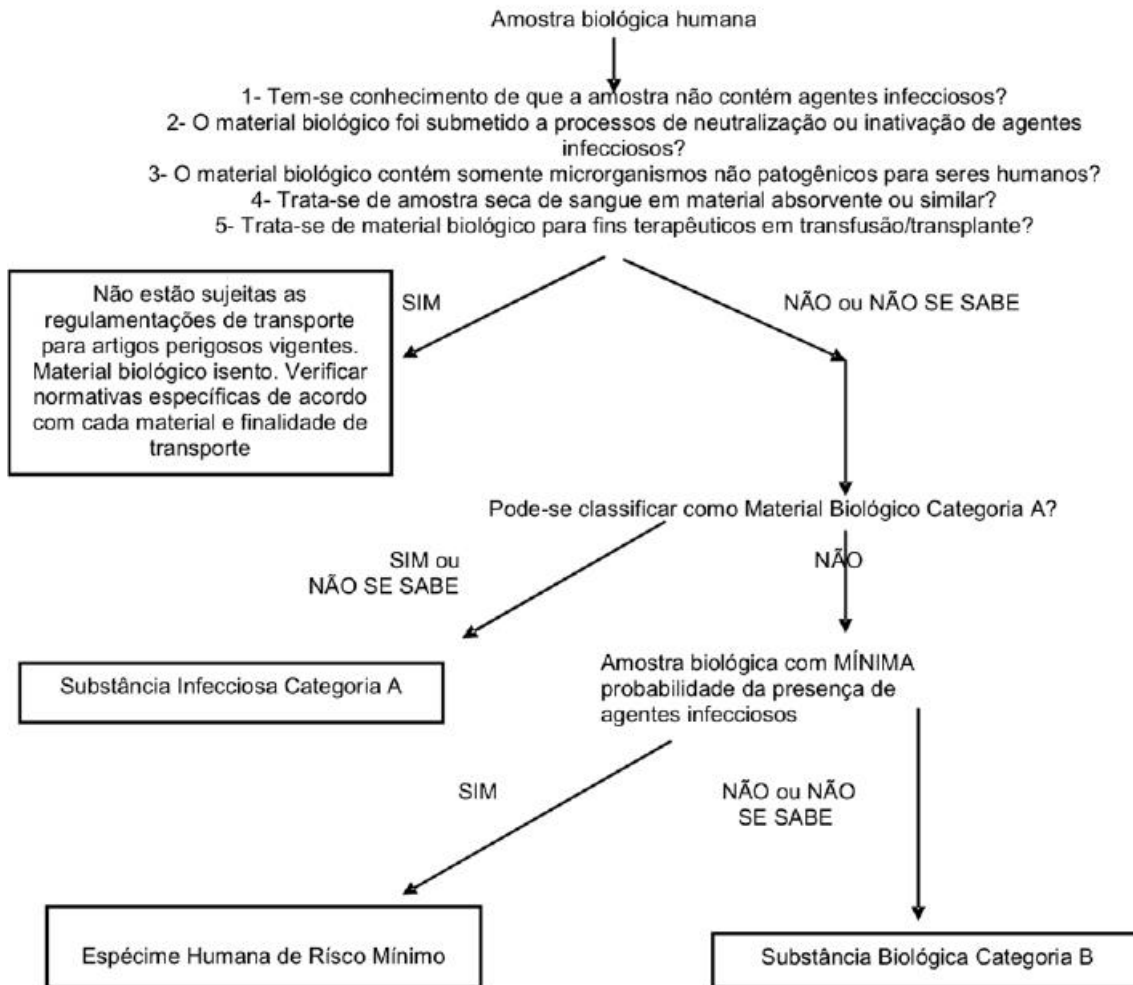 Amostra biológica humana
1- Tem-se conhecimento de que a amostra não contém agentes infecciosos?
2- O material biológico foi submetido a processos de neutralização ou inativação de agentes
infecciosos?
3- O material biológico contém somente microrganismos não patogênicos para seres humanos?
4- Trata-se de amostra seca de sangue em material absorvente ou similar?
5- Trata-se de material biológico para fins terapêuticos em transfusão/transplante?
Não estão sujeitas as
regulamentações de transporte
para artigos perigosos vigentes.
Material biológico isento. Verificar
normativas específicas de acordo
com cada material e finalidade de
transporte
SIM
NÃO ou NÃO SE SABE
Pode-se classificar como Material Biológico Categoria A?
SIM ou
NÃO SE SABE
NÃO
Substância Infecciosa Categoria A
Amostra biológica com MÍNIMA
probabilidade da presença de
agentes infecciosos
SIM
NÃO ou NÃO
SE SABE
Espécime Humana de Rísco Mínimo
Substância Biológica Categoria B